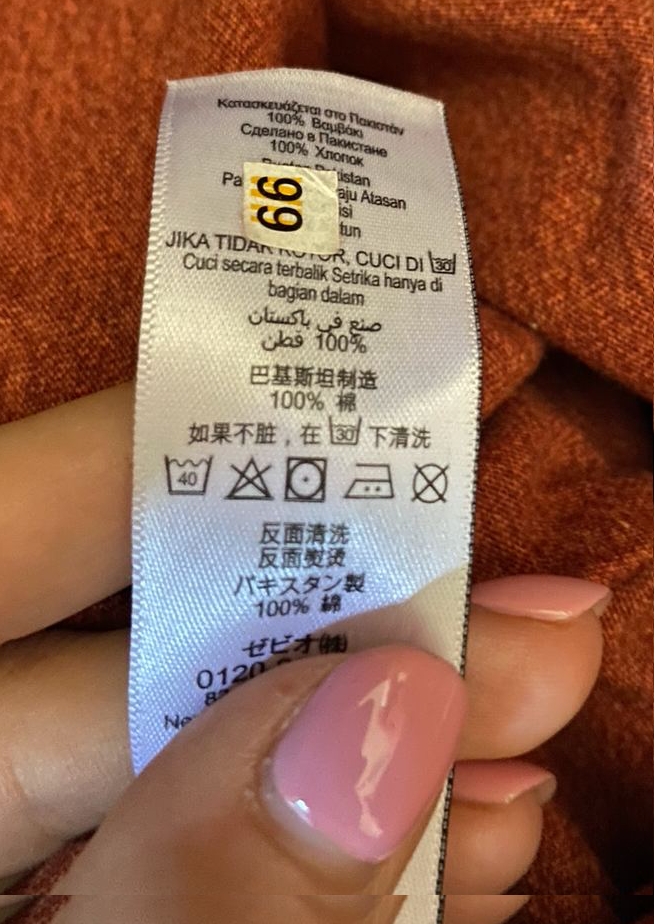 Κατασκευάζεται στο Πακιστάν
100% Βαμβάκι
Сделано в Пакистане
100% Хлопок
66
JIKA TIDAK KOTOR, CUCI DI 30
Cuci secara terbalik Setrika hanya di
bagian dalam
صنع في باكستان
100% قطن
巴基斯坦制造
100% 棉
如果不脏，在 30 下清洗
40
反面清洗
反面熨烫
パキスタン製
100% 綿
ゼビオ(株)
0120